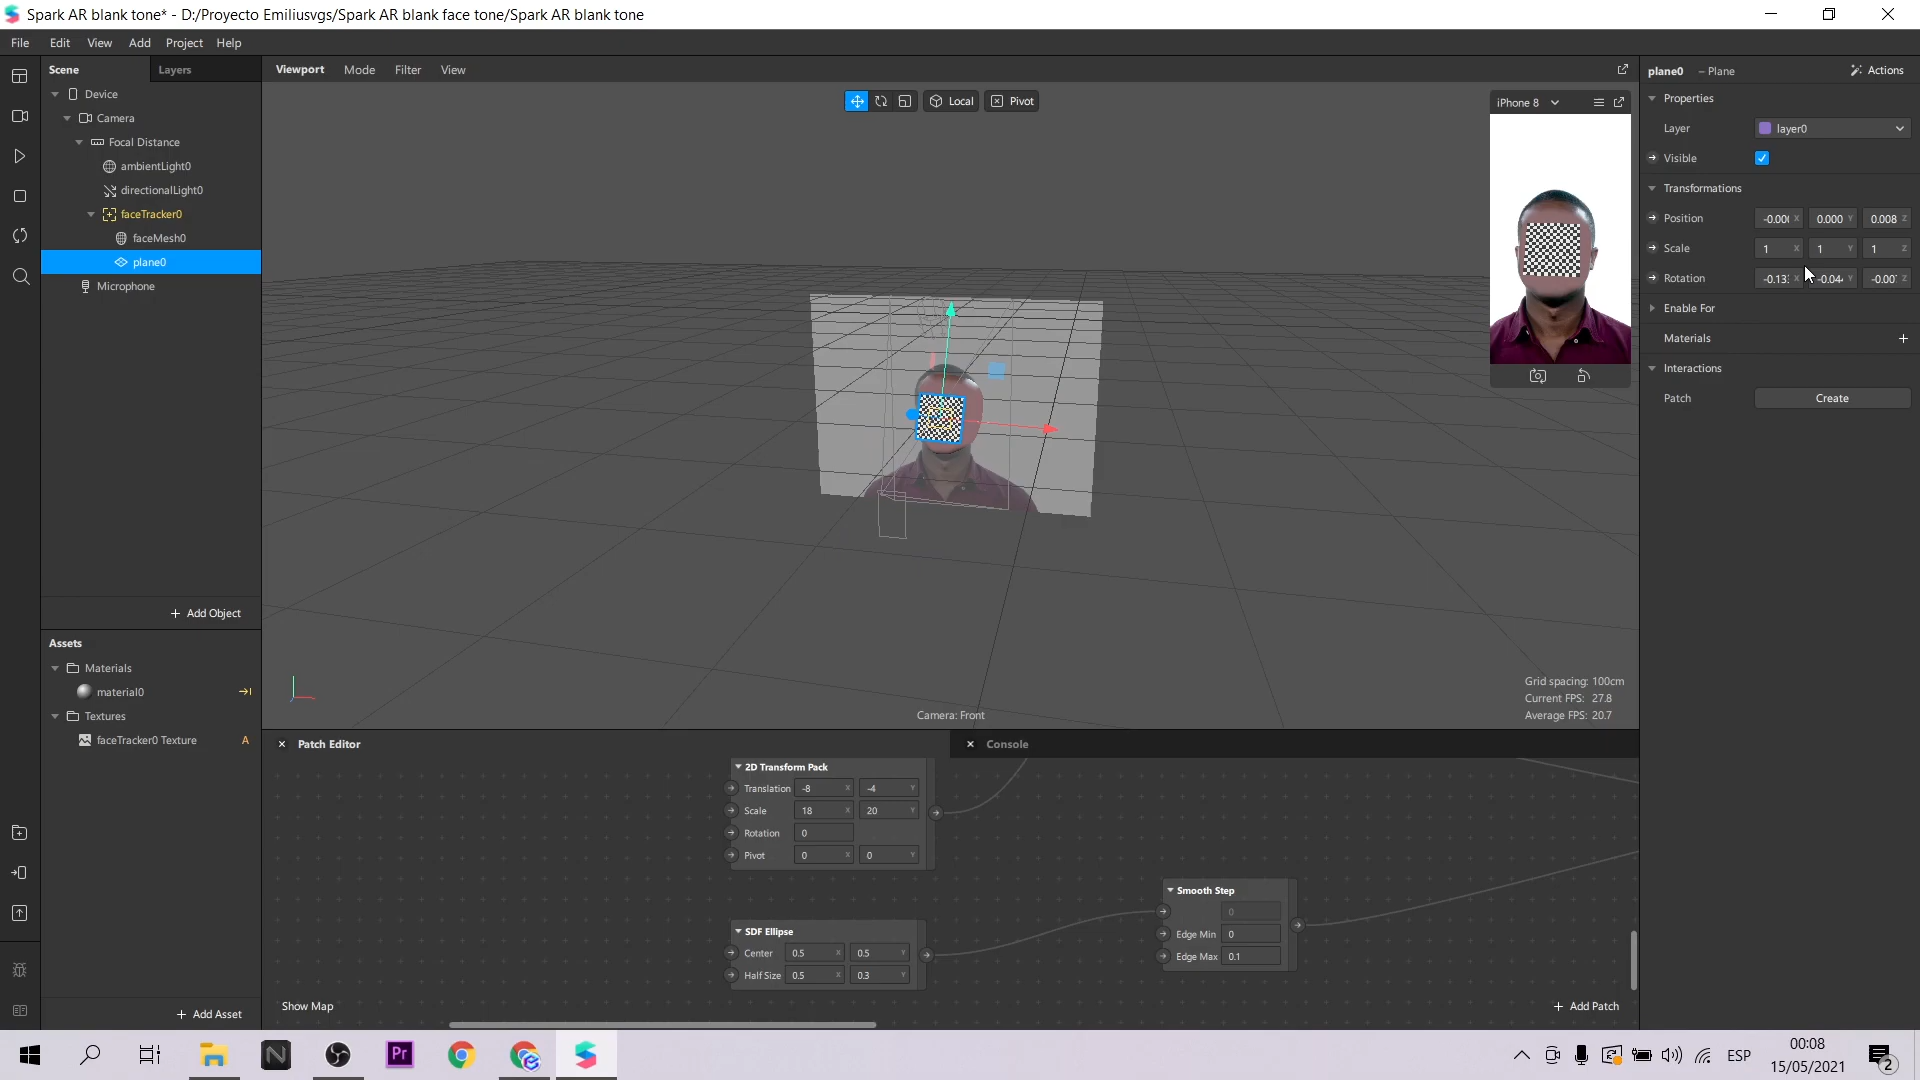 Spark AR blank tone* - D:/Proyecto Emiliusvgs/Spark AR blank face tone/Spark AR blank tone
File Edit View Add Project Help
Scene Layers
Device
Camera
Focal Distance
ambientLight0
directionalLight0
faceTracker0
faceMesh0
plane0
Microphone
+ Add Object
Assets
Materials
material0
Textures
faceTracker0 Texture A
+ Add Asset
Viewport Mode Filter View
Local Pivot
iPhone 8
Grid spacing: 100cm
Current FPS: 27.8
Average FPS: 20.7
Camera: Front
Patch Editor
Console
2D Transform Pack
Translation -8 X -4 Y
Scale 18 X 20 Y
Rotation 0
Pivot 0 X 0 Y
SDF Ellipse
Center 0.5 X 0.5 Y
Half Size 0.5 X 0.3 Y
Smooth Step
0
Edge Min 0
Edge Max 0.1
Show Map
+ Add Patch
plane0 – Plane Actions
Properties
Layer layer0
Visible
Transformations
Position X 0.000 Y 0.008 Z
Scale 1 X 1 Y 1 Z
Rotation X Y Z
Enable For
Materials +
Interactions
Patch Create
N
Pr
ESP
00:08
15/05/2021
2